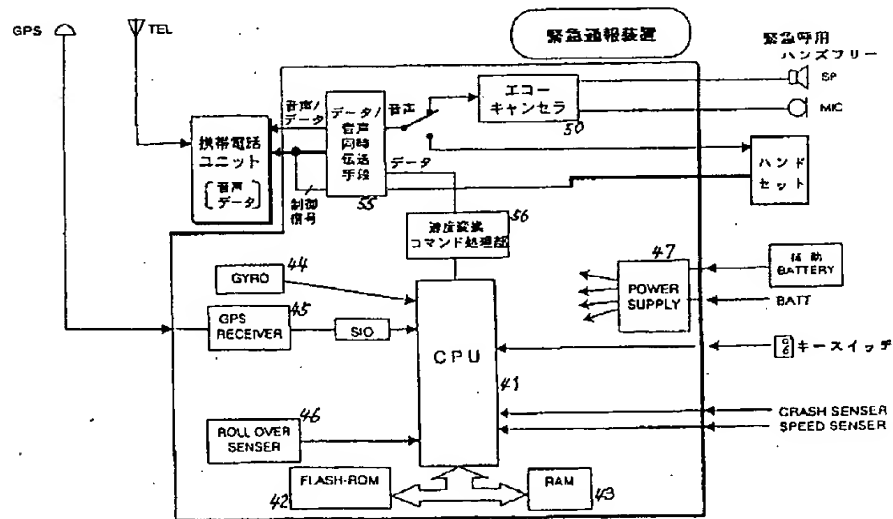 GPS
TEL
緊急通報装置
緊急呼用
ハンズフリー
SP
MIC
エコー
キャンセラ
50
音声/
データ
データ/
音声
同時
伝送
手段
55
音声
データ
携帯電話
ユニット
音声
データ
制御
信号
ハンド
セット
速度変換
コマンド処理部
56
GYRO
44
GPS
RECEIVER
45
SIO
CPU
41
47
POWER
SUPPLY
補助
BATTERY
BATT
キースイッチ
ROLL OVER
SENSER
46
CRASH SENSER
SPEED SENSER
FLASH-ROM
42
RAM
43